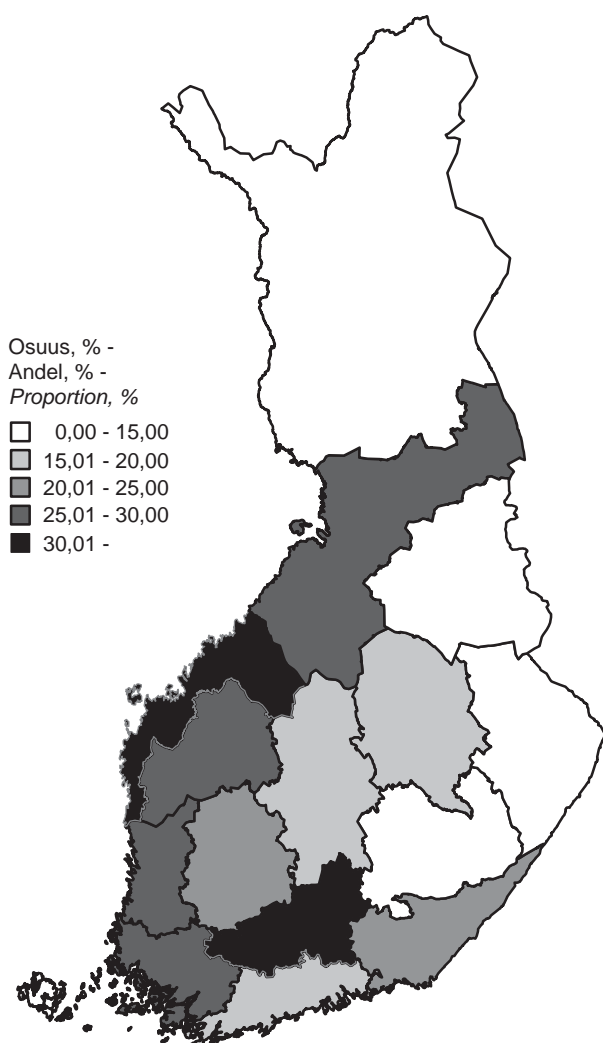 Osuus, % -
Andel, % -
Proportion, %
0,00 - 15,00
15,01 - 20,00
20,01 - 25,00
25,01 - 30,00
30,01 -